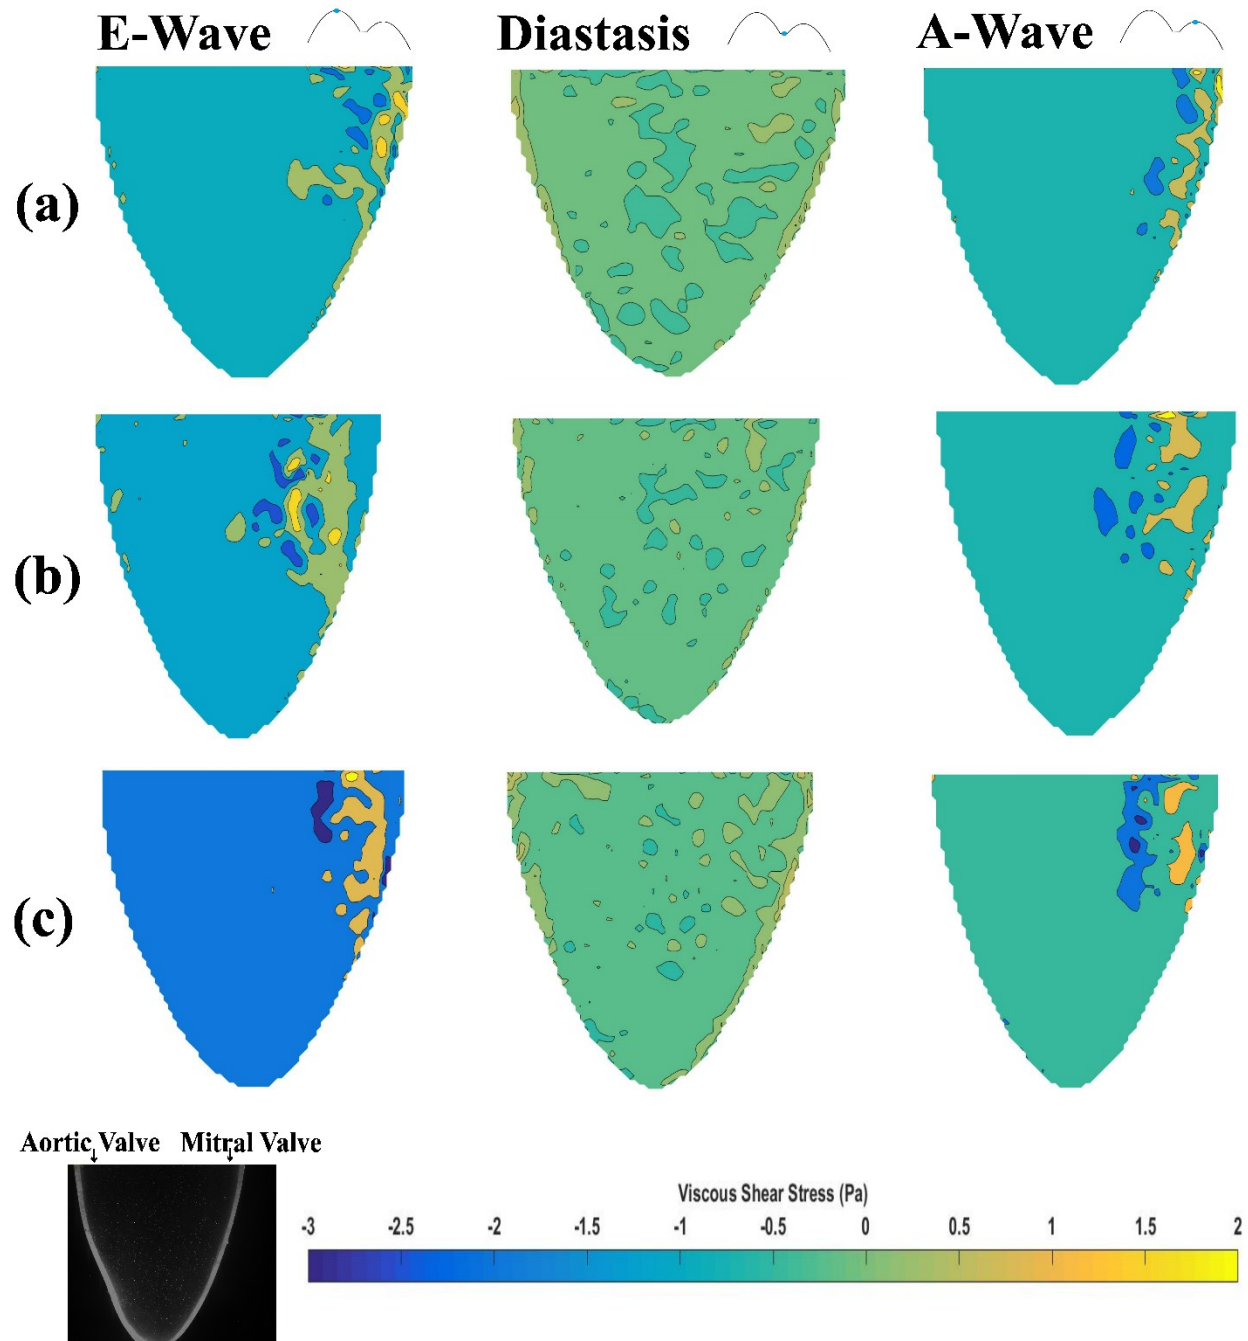 E-Wave Diastasis A-Wave
(a)
(b)
(c)
Aortic Valve Mitral Valve
Viscous Shear Stress (Pa)
-3 -2.5 -2 -1.5 -1 -0.5 0 0.5 1 1.5 2